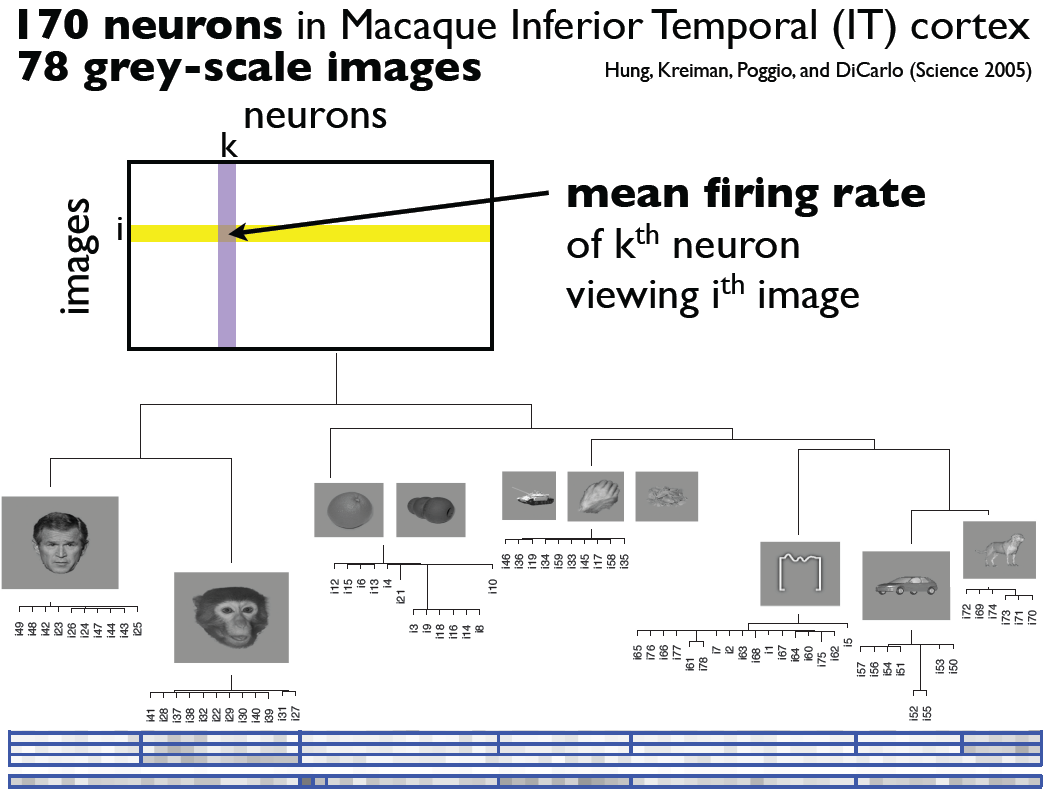 170 neurons in Macaque Inferior Temporal (IT) cortex
78 grey-scale images
Hung, Kreiman, Poggio, and DiCarlo (Science 2005)
neurons
k
images
i
mean firing rate
of kth neuron
viewing ith image
i49 i48 i42 i23 i26 i24 i47 i44 i43 i25
i41 i28 i37 i38 i32 i22 i29 i30 i40 i39 i31 i27
i12 i15 i6 i13 i4 i21 i10
i3 i9 i18 i16 i14 i8
i46 i36 i19 i34 i59 i33 i45 i17 i58 i35
i65 i76 i66 i77 i61 i78 i7 i2 i63 i68 i1 i67 i64 i60 i75 i62 i5
i57 i56 i54 i51 i53 i50
i52 i55
i72 i69 i74 i73 i71 i70